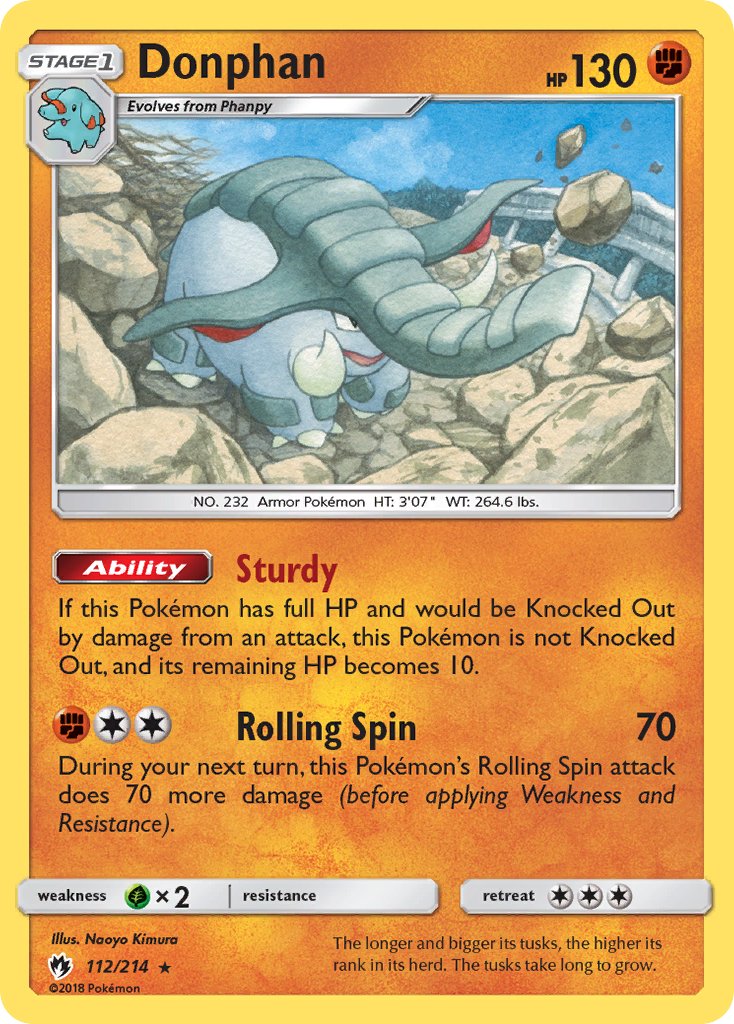 STAGE1
Donphan
HP 130
Evolves from Phanpy
NO. 232 Armor Pokémon HT: 3'07" WT: 264.6 lbs.
Ability Sturdy
If this Pokémon has full HP and would be Knocked Out
by damage from an attack, this Pokémon is not Knocked
Out, and its remaining HP becomes 10.
Rolling Spin 70
During your next turn, this Pokémon's Rolling Spin attack
does 70 more damage (before applying Weakness and
Resistance).
weakness × 2 resistance retreat
Illus. Naoyo Kimura
112/214 ★
©2018 Pokémon
The longer and bigger its tusks, the higher its
rank in its herd. The tusks take long to grow.